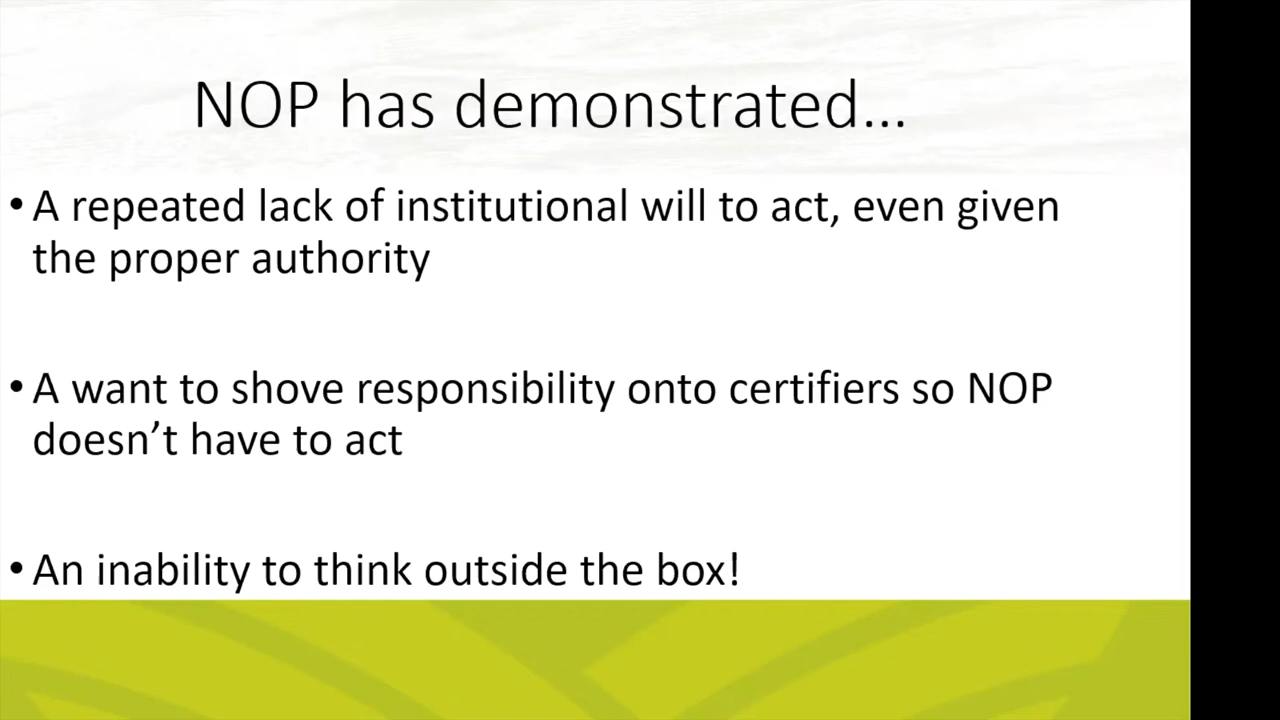 NOP has demonstrated...
• A repeated lack of institutional will to act, even given
the proper authority
• A want to shove responsibility onto certifiers so NOP
doesn’t have to act
• An inability to think outside the box!